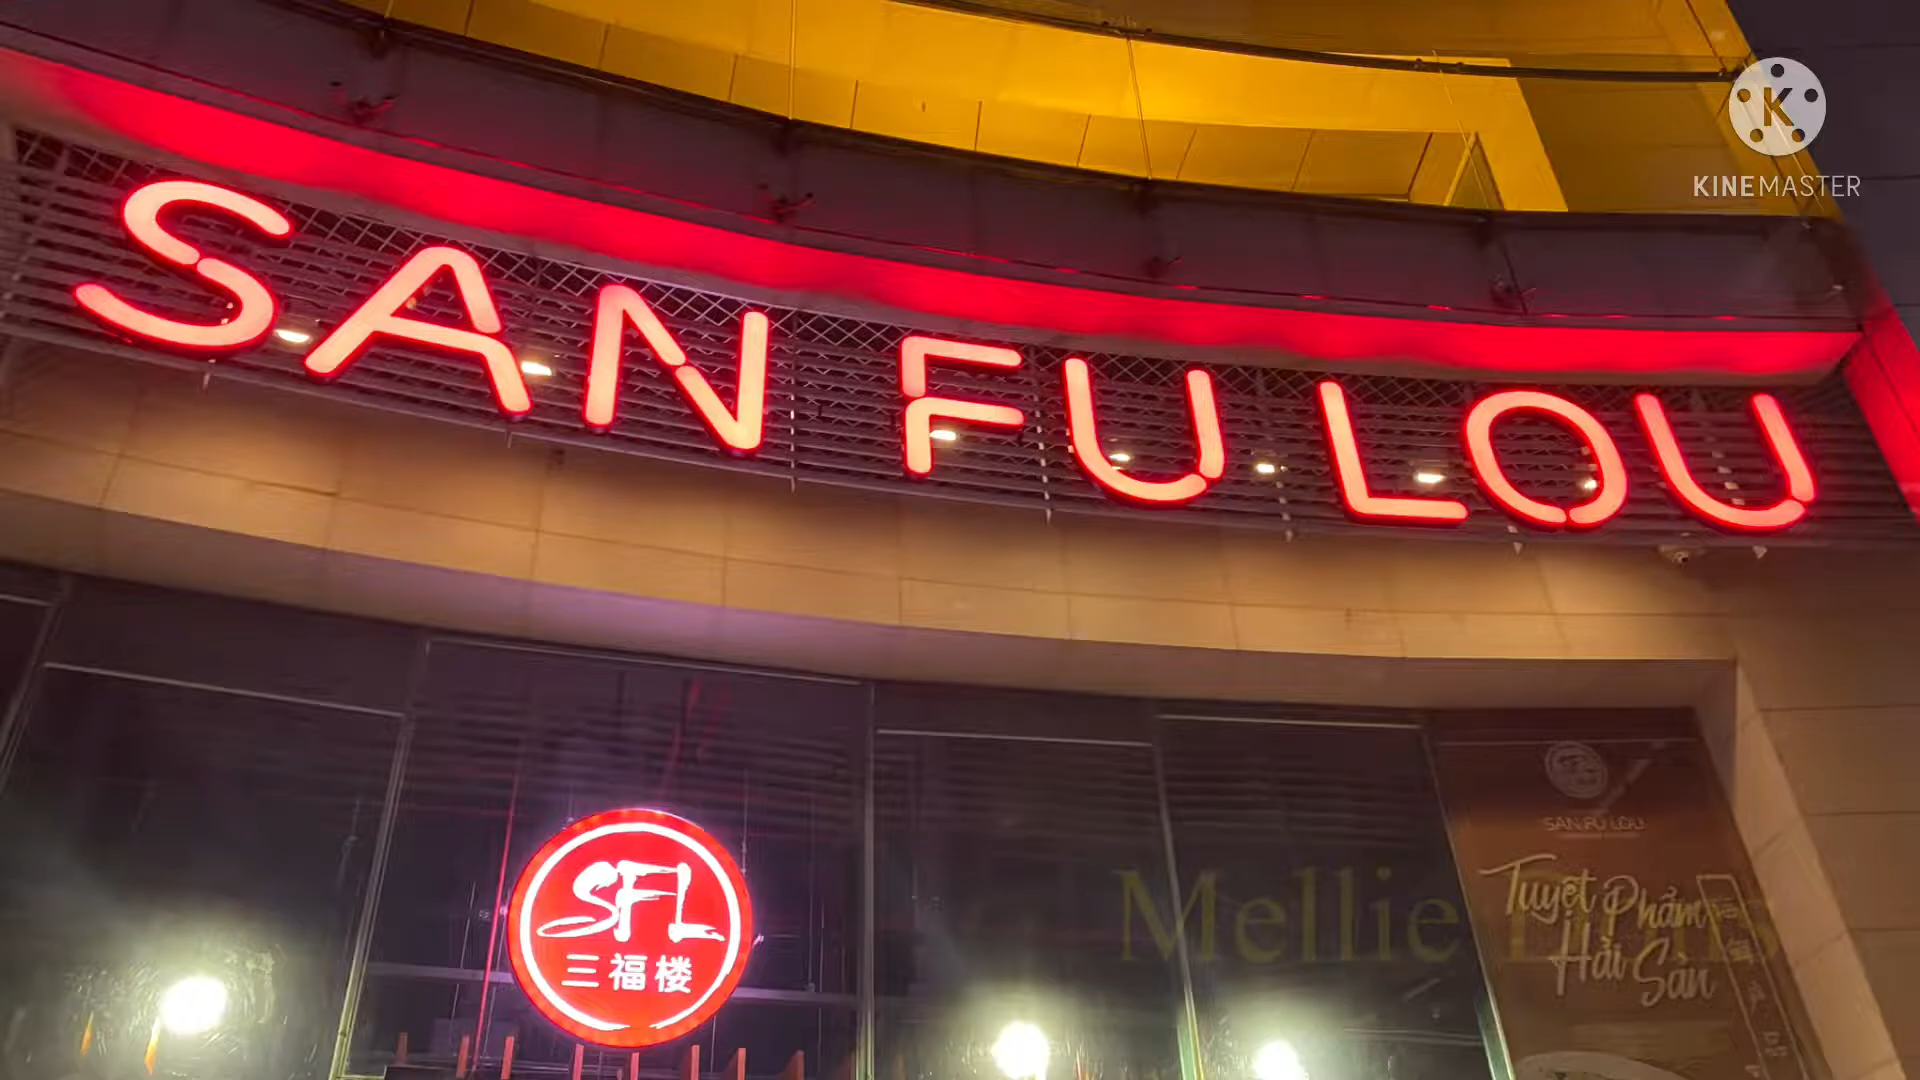 K
KINEMASTER
SAN FU LOU
SFL
三福楼
SAN FU LOU
Tuyệt Phẩm
Hải Sản
Mellie